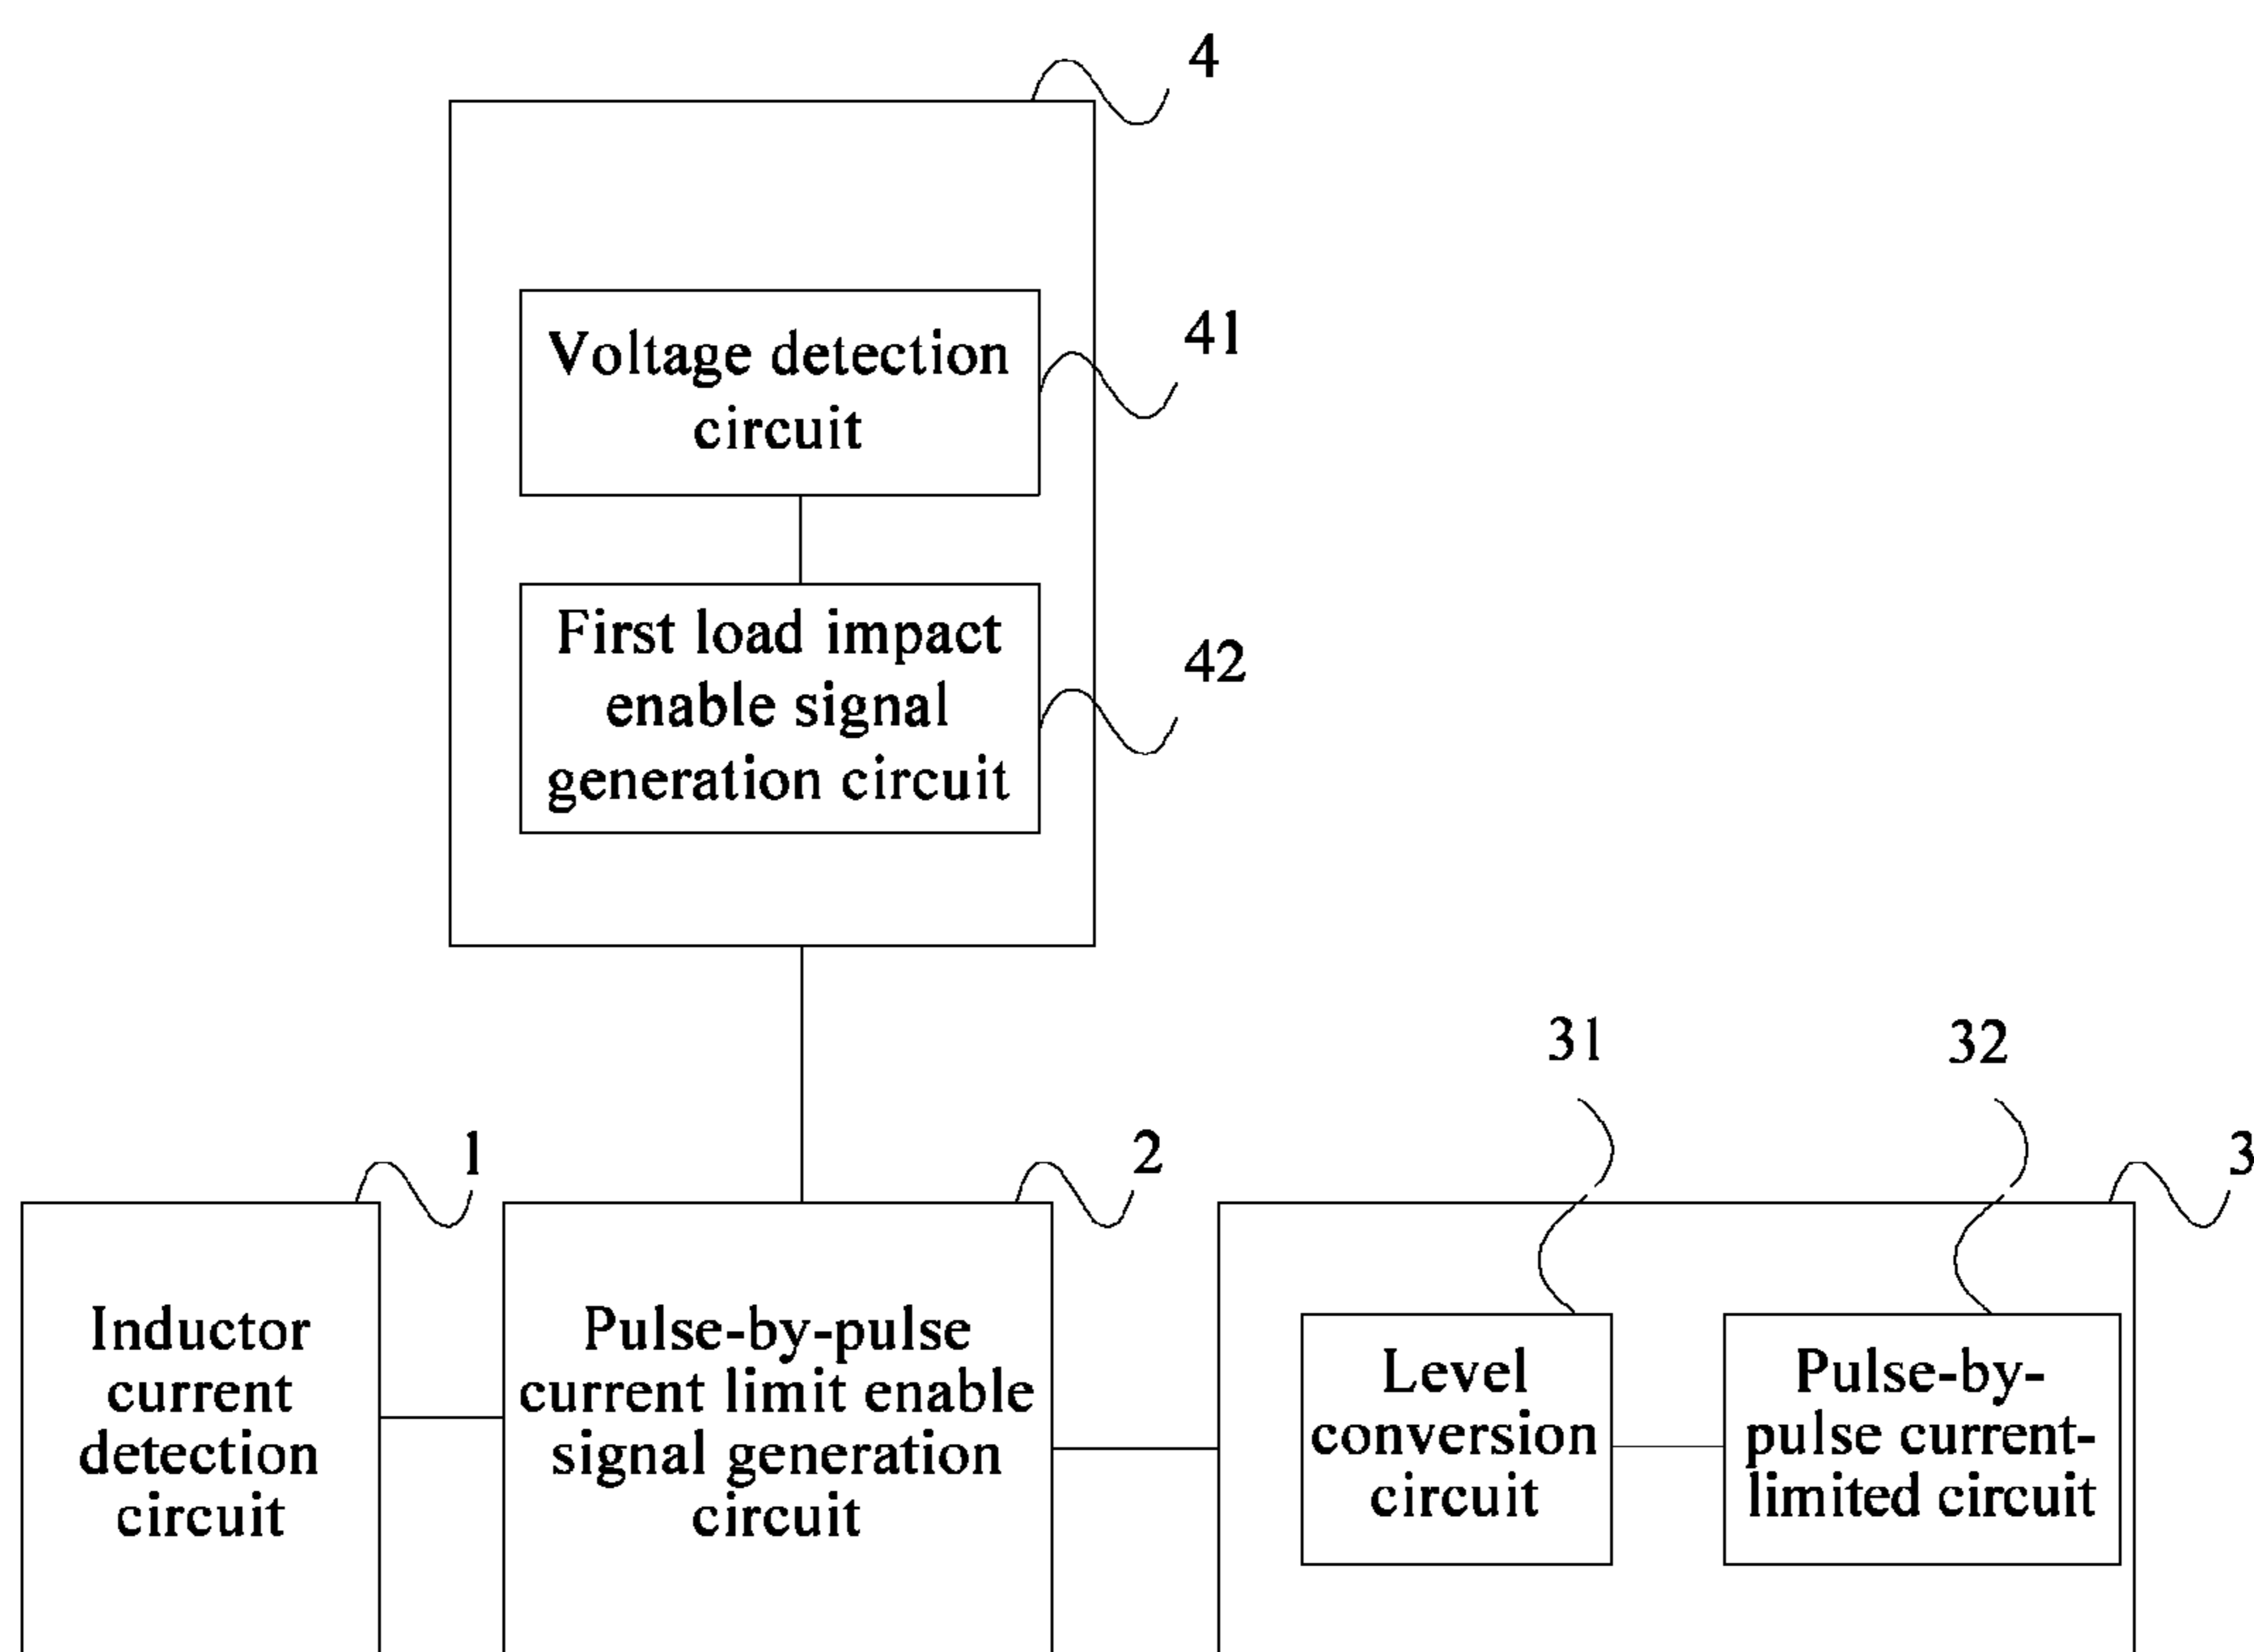 4
Voltage detection
circuit
41
First load impact
enable signal
generation circuit
42
31
32
1
2
3
Inductor
current
detection
circuit
Pulse-by-pulse
current limit enable
signal generation
circuit
Level
conversion
circuit
Pulse-by-
pulse current-
limited circuit